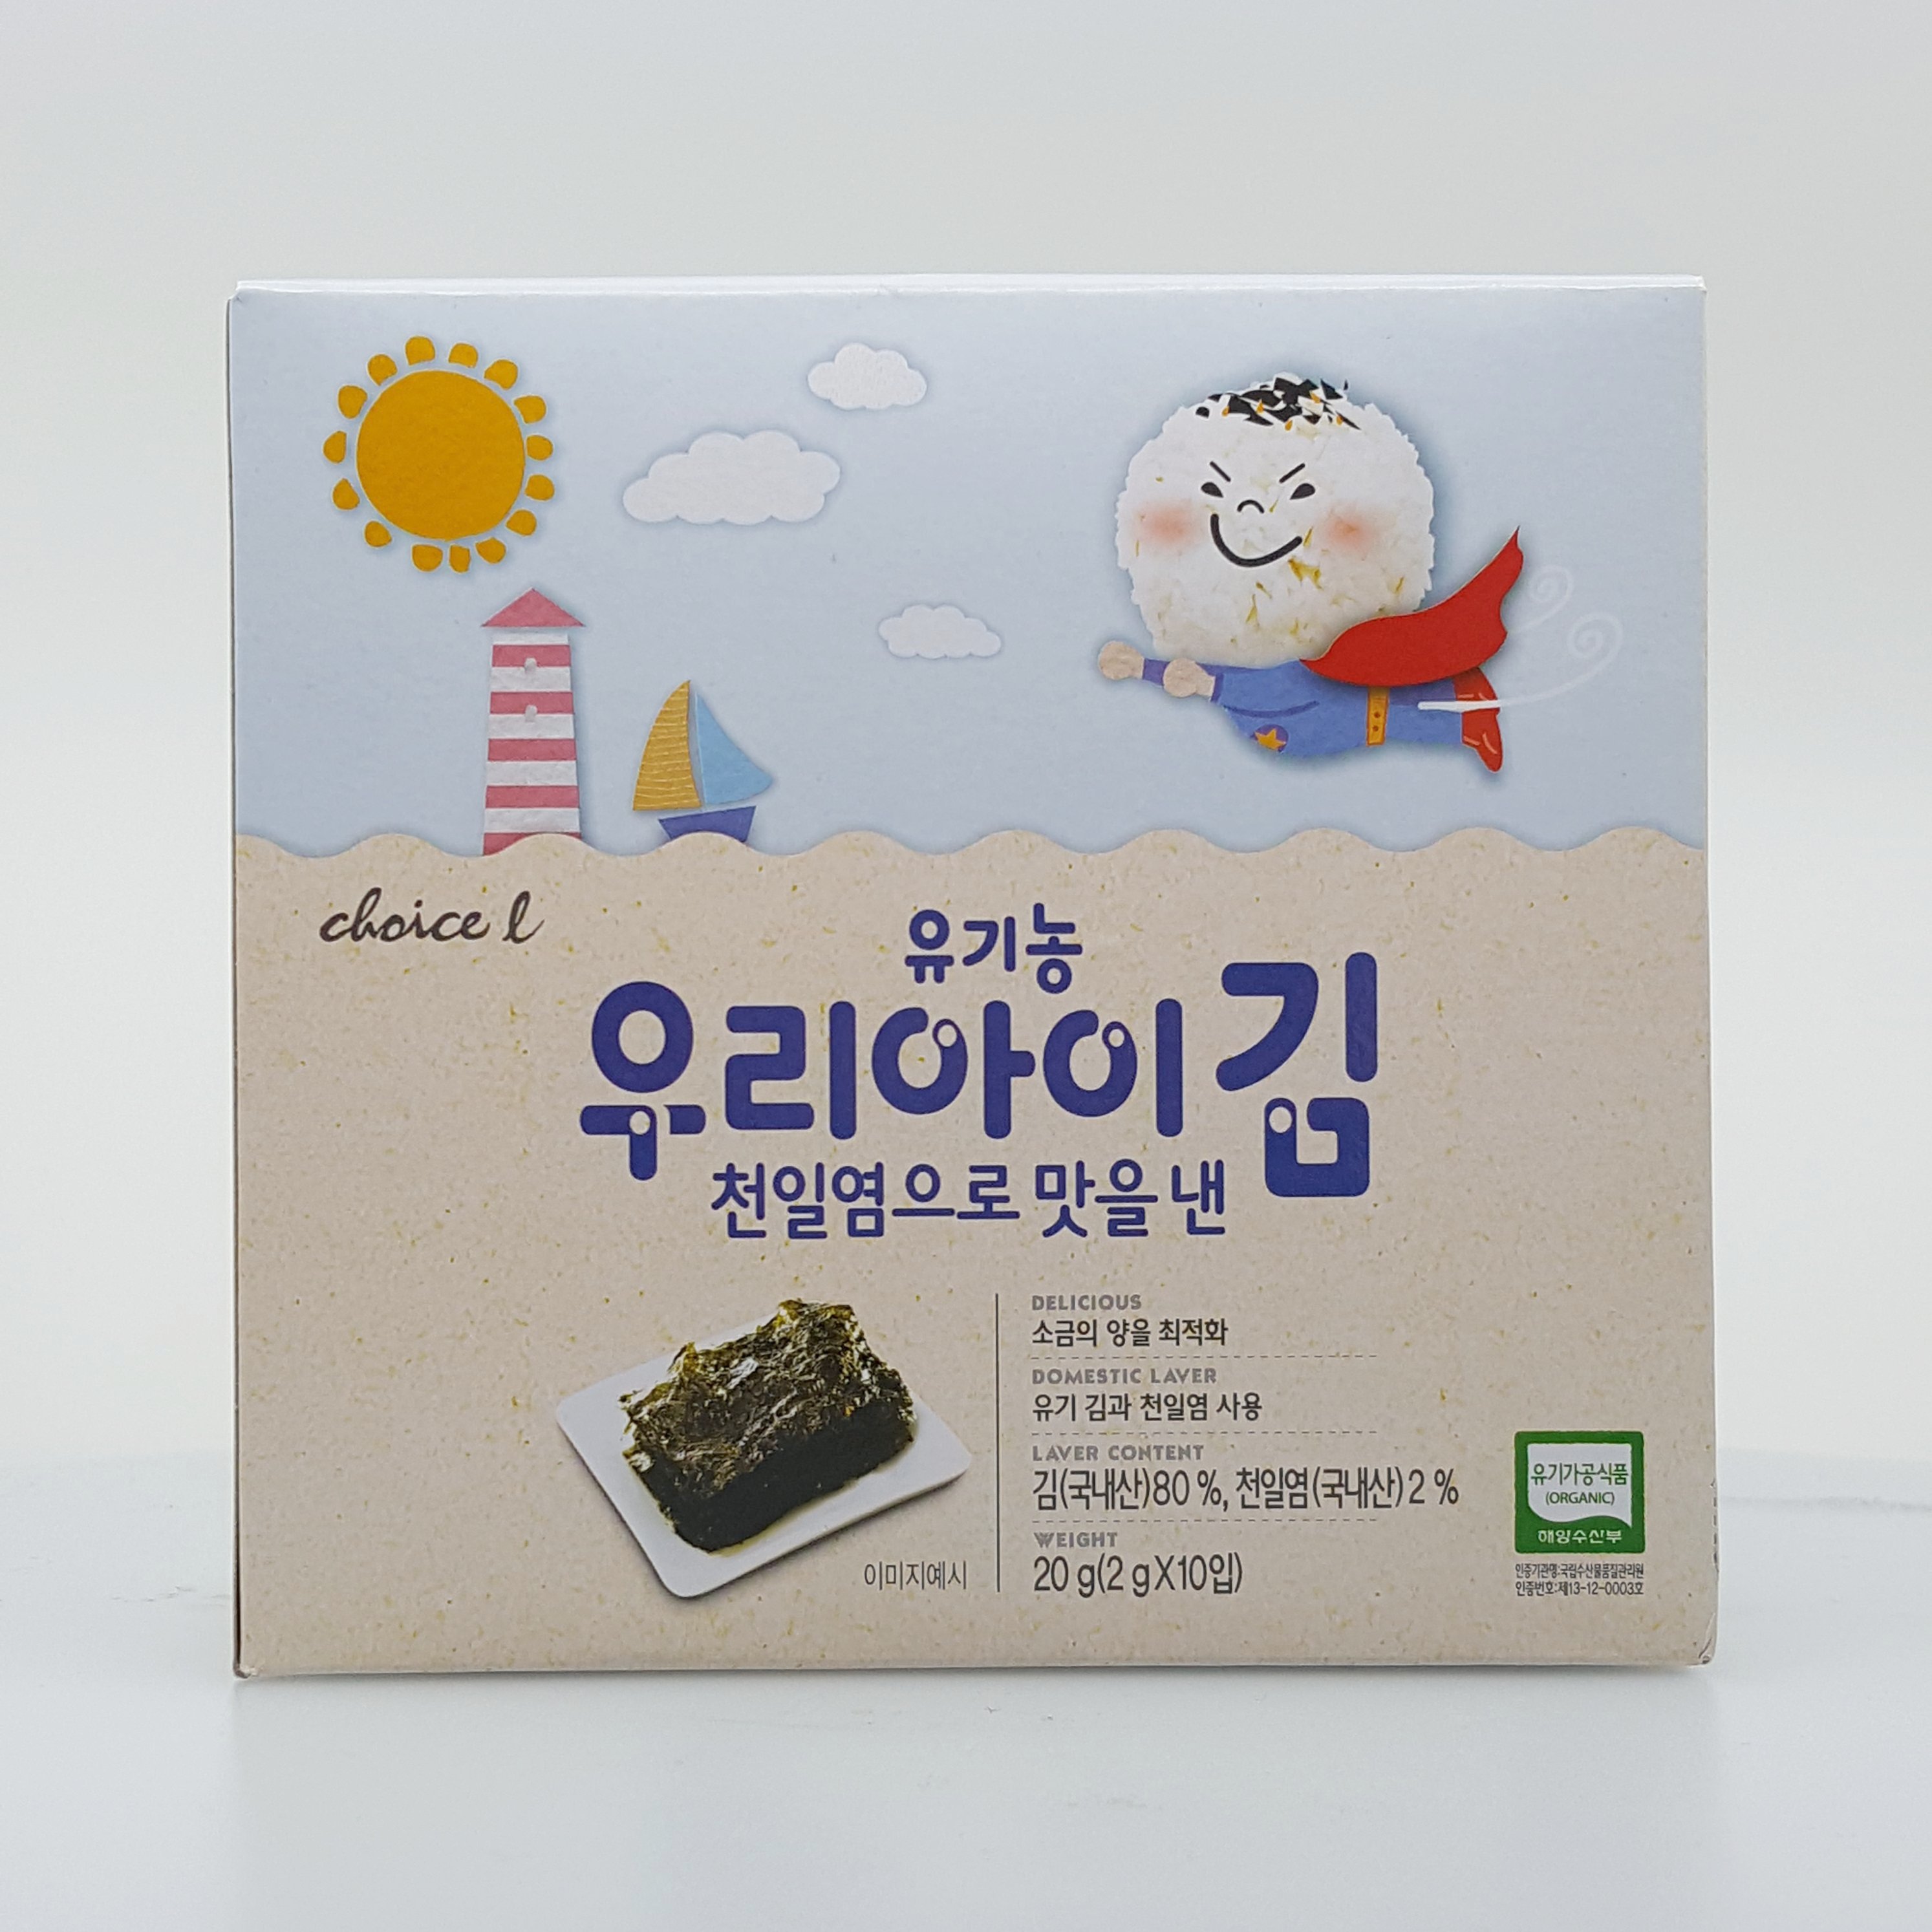 choice l
유기농
우리아이김
천일염으로 맛을 낸
DELICIOUS
소금의 양을 최적화
DOMESTIC LAVER
유기 김과 천일염 사용
LAVER CONTENT
김(국내산)80 %, 천일염(국내산) 2 %
WEIGHT
20 g(2 gX10입)
이미지예시
유기가공식품
(ORGANIC)
해양수산부
인증기관명:국립수산물품질관리원
인증번호:제13-12-0003호